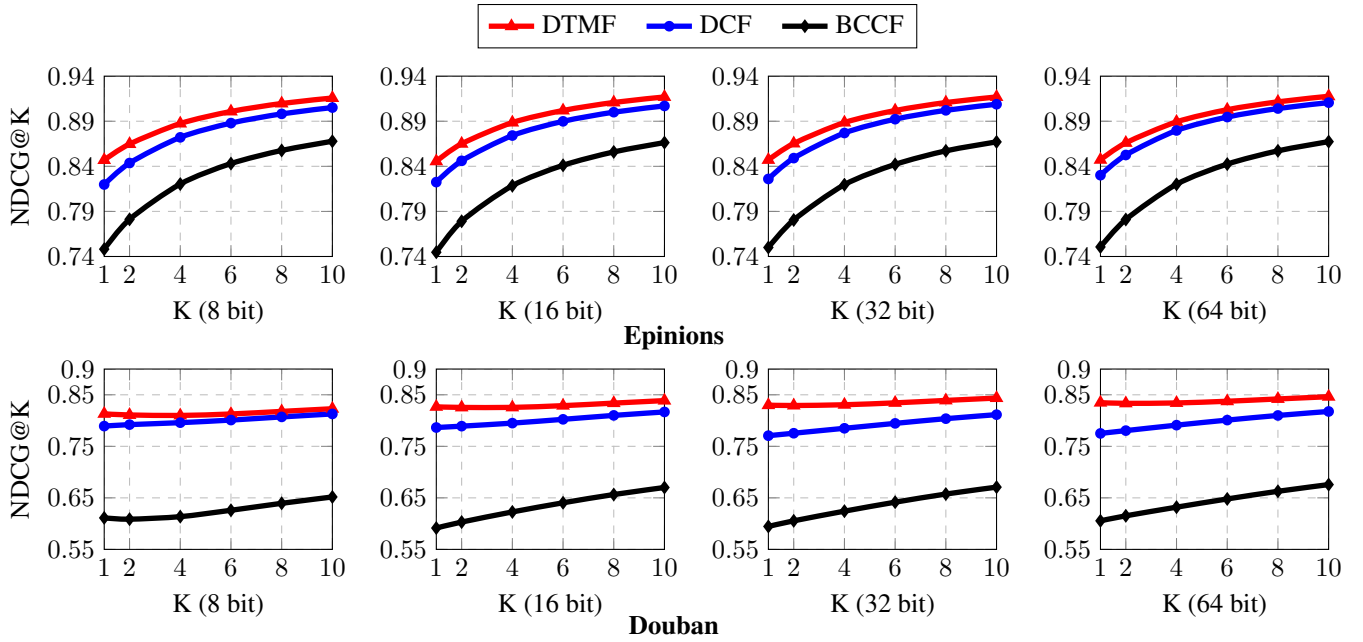 DTMF DCF BCCF
NDCG@K
0.94 0.94 0.94 0.94
0.89 0.89 0.89 0.89
0.84 0.84 0.84 0.84
0.79 0.79 0.79 0.79
0.74 0.74 0.74 0.74
1 2 4 6 8 10 1 2 4 6 8 10 1 2 4 6 8 10 1 2 4 6 8 10
K (8 bit) K (16 bit) K (32 bit) K (64 bit)
Epinions
NDCG@K
0.9 0.9 0.9 0.9
0.85 0.85 0.85 0.85
0.75 0.75 0.75 0.75
0.65 0.65 0.65 0.65
0.55 0.55 0.55 0.55
1 2 4 6 8 10 1 2 4 6 8 10 1 2 4 6 8 10 1 2 4 6 8 10
K (8 bit) K (16 bit) K (32 bit) K (64 bit)
Douban